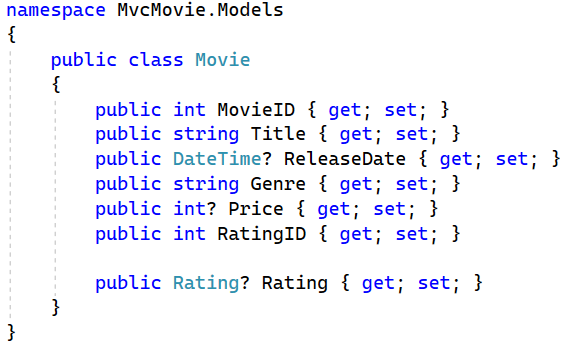 namespace MvcMovie.Models
{
    public class Movie
    {
        public int MovieID { get; set; }
        public string Title { get; set; }
        public DateTime? ReleaseDate { get; set; }
        public string Genre { get; set; }
        public int? Price { get; set; }
        public int RatingID { get; set; }

        public Rating? Rating { get; set; }
    }
}